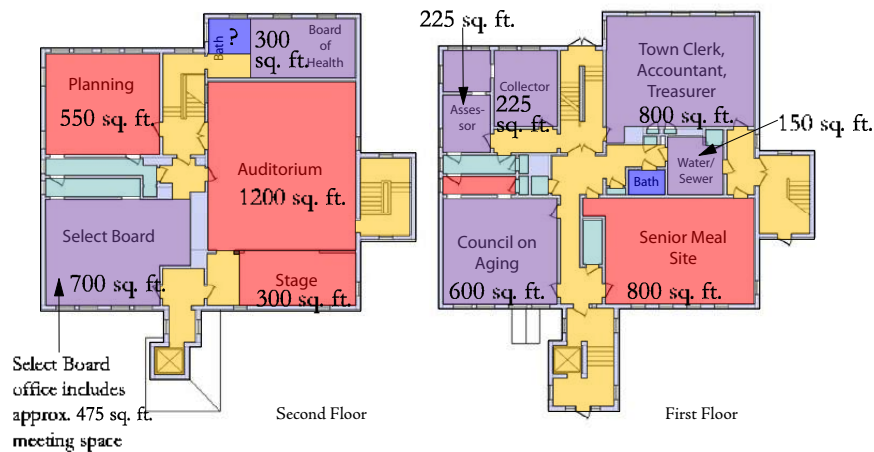 Bath
?
300
sq. ft.
Board
of
Health
Planning
550 sq. ft.
Auditorium
1200 sq. ft.
Select Board
700 sq. ft.
Stage
300 sq. ft.
Select Board
office includes
approx. 475 sq. ft.
meeting space
Second Floor
225 sq. ft.
Collector
225
sq. ft.
Asses-
sor
Town Clerk,
Accountant,
Treasurer
800 sq. ft.
150 sq. ft.
Water/
Sewer
Bath
Council on
Aging
600 sq. ft.
Senior Meal
Site
800 sq. ft.
First Floor